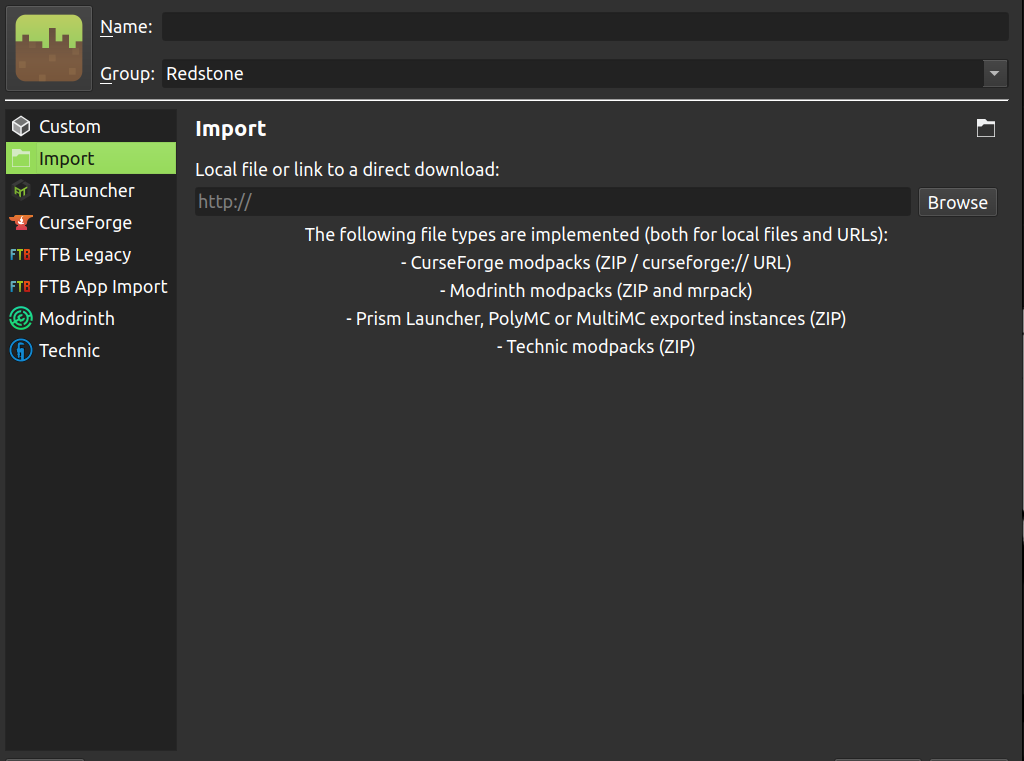 Name:
Group: Redstone
Custom
Import
ATLauncher
CurseForge
FTB FTB Legacy
FTB FTB App Import
Modrinth
Technic
Import
Local file or link to a direct download:
http://
Browse
The following file types are implemented (both for local files and URLs):
- CurseForge modpacks (ZIP / curseforge:// URL)
- Modrinth modpacks (ZIP and mrpack)
- Prism Launcher, PolyMC or MultiMC exported instances (ZIP)
- Technic modpacks (ZIP)